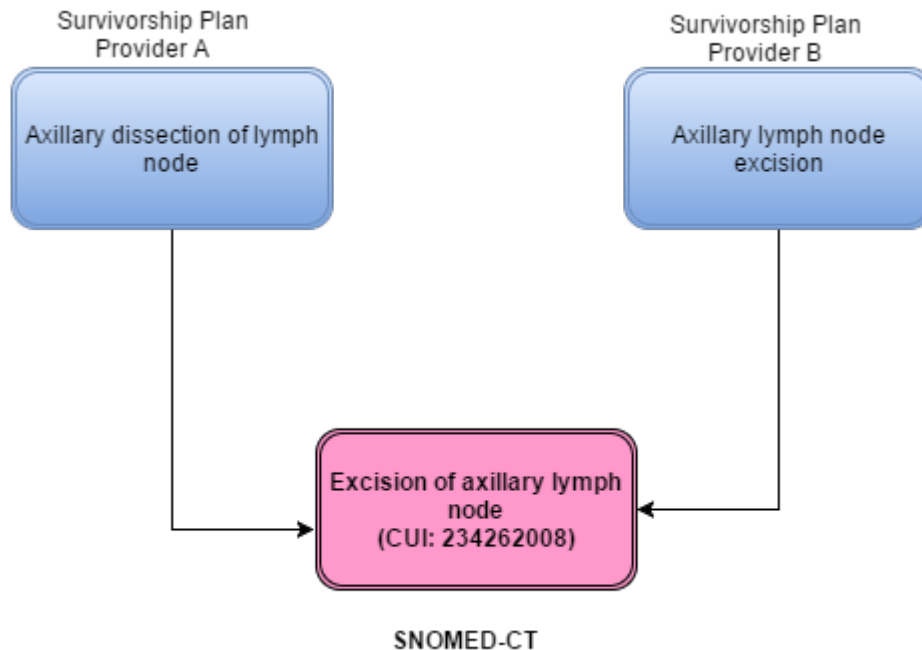 Survivorship Plan
Provider A
Survivorship Plan
Provider B
Axillary dissection of lymph
node
Axillary lymph node
excision
Excision of axillary lymph
node
(CUI: 234262008)
SNOMED-CT